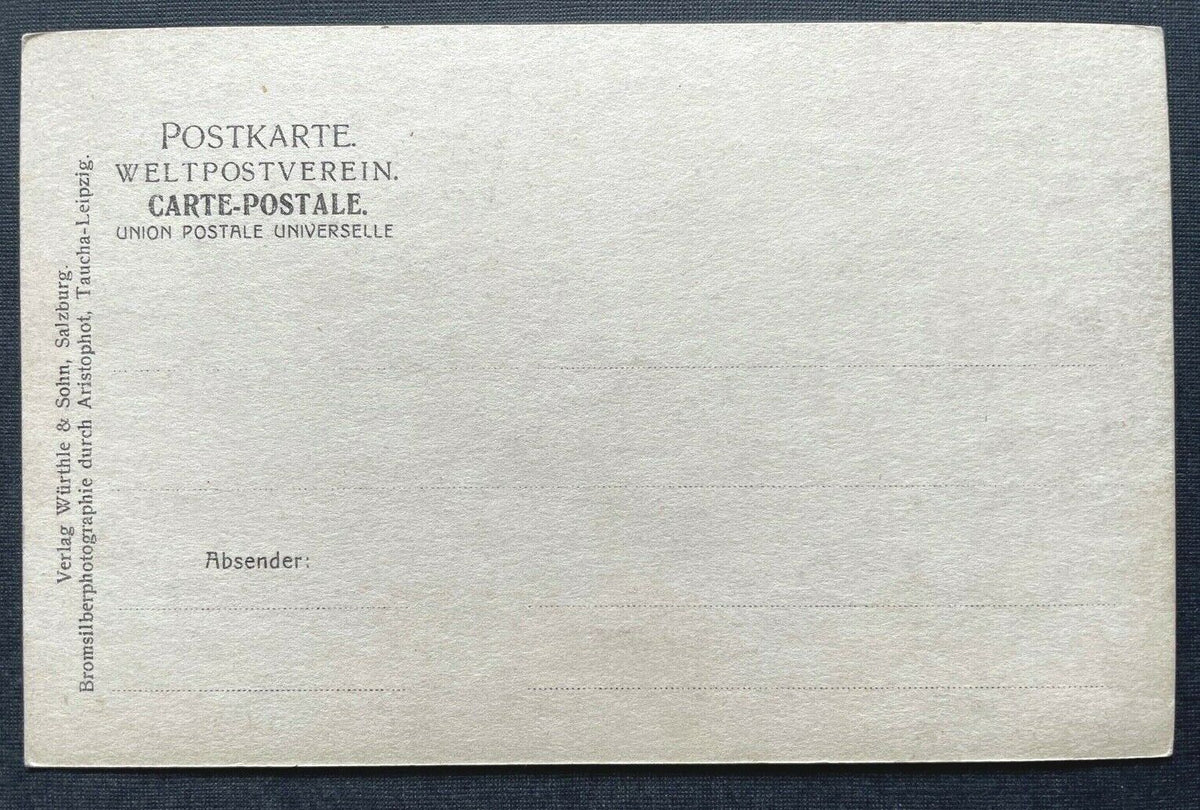 POSTKARTE.
WELTPOSTVEREIN.
CARTE-POSTALE.
UNION POSTALE UNIVERSELLE
Verlag Würthle & Sohn, Salzburg.
Bromsilberphotographie durch Aristophot, Taucha-Leipzig.
Absender: